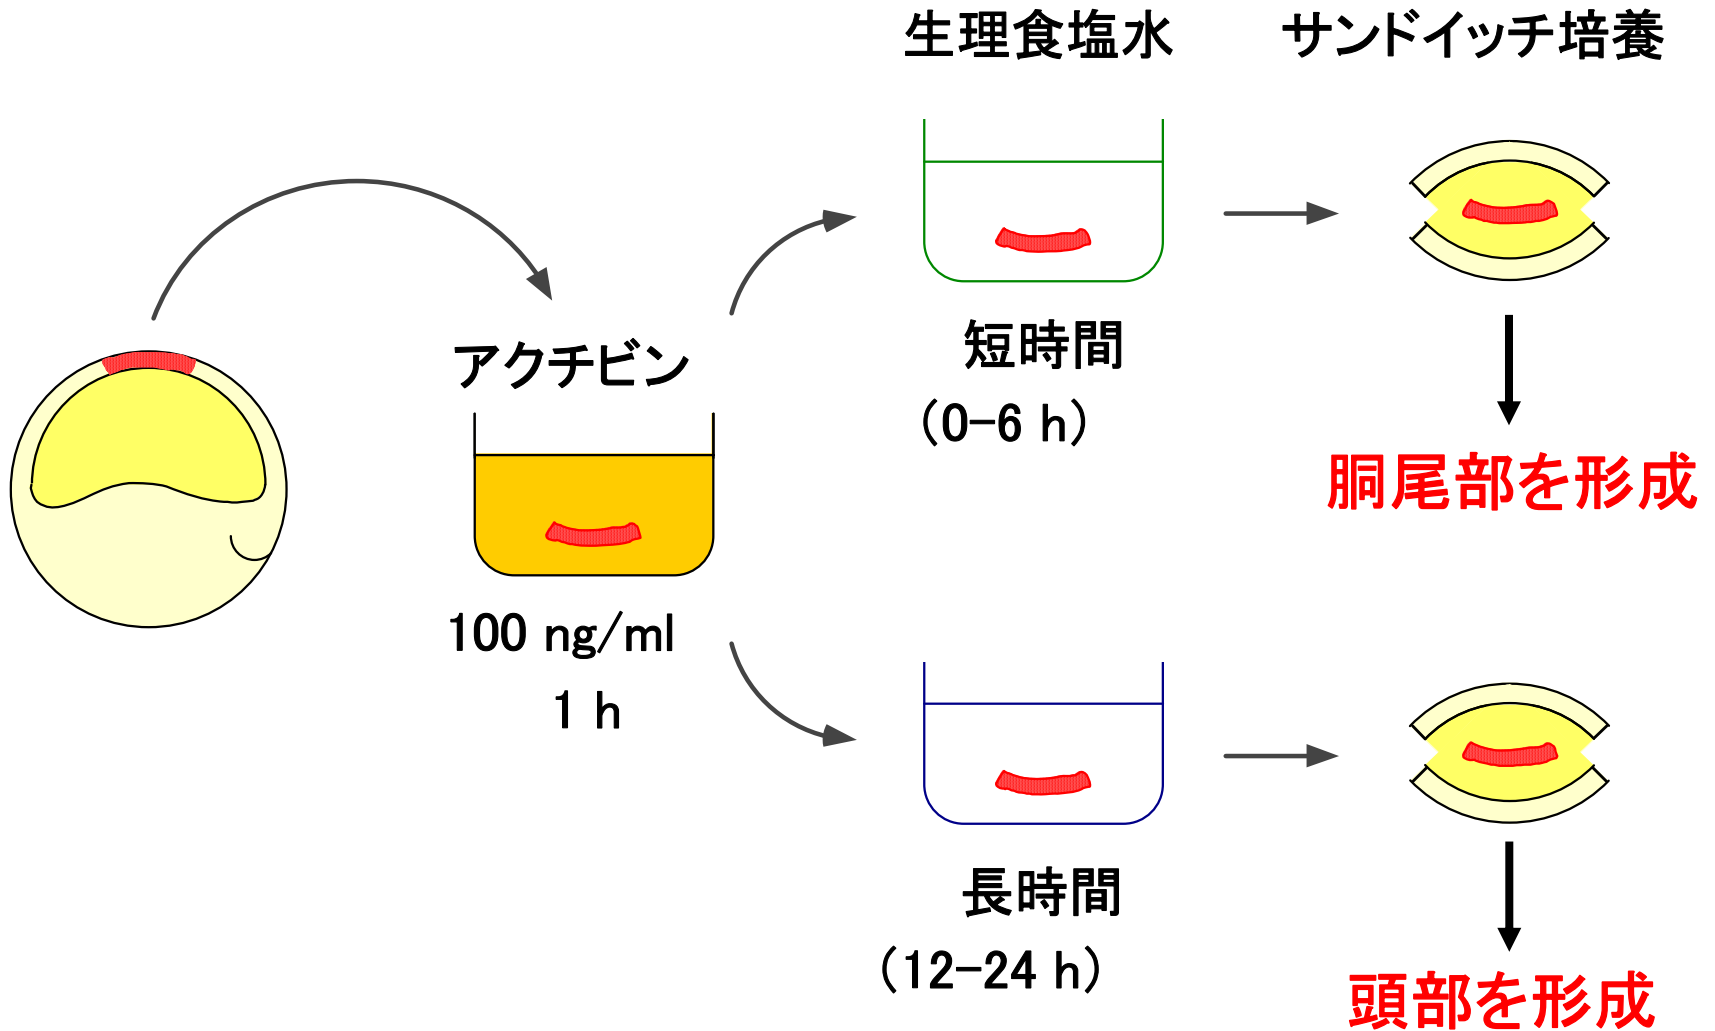 生理食塩水
サンドイッチ培養
アクチビン
100 ng/ml
1 h
短時間
(0-6 h)
胴尾部を形成
長時間
(12-24 h)
頭部を形成